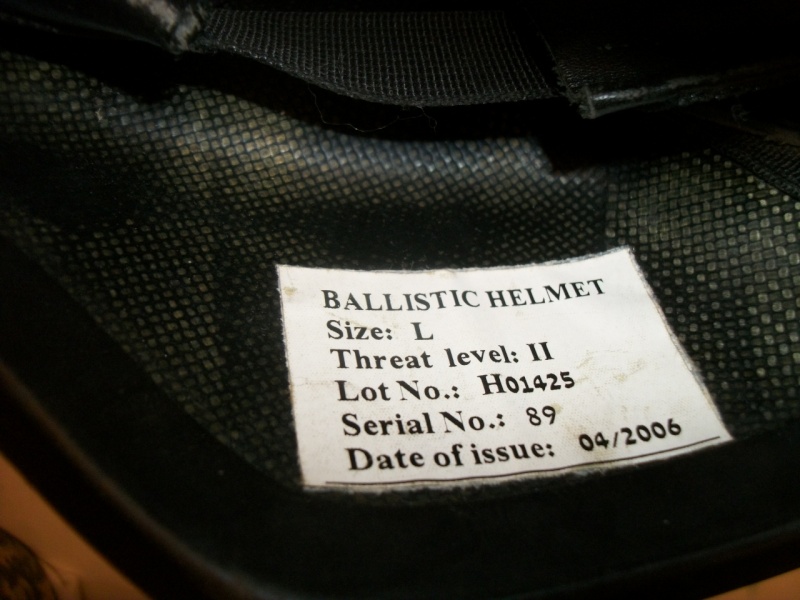 BALLISTIC HELMET
Size: L
Threat level: II
Lot No.: H01425
Serial No.: 89
Date of issue: 04/2006